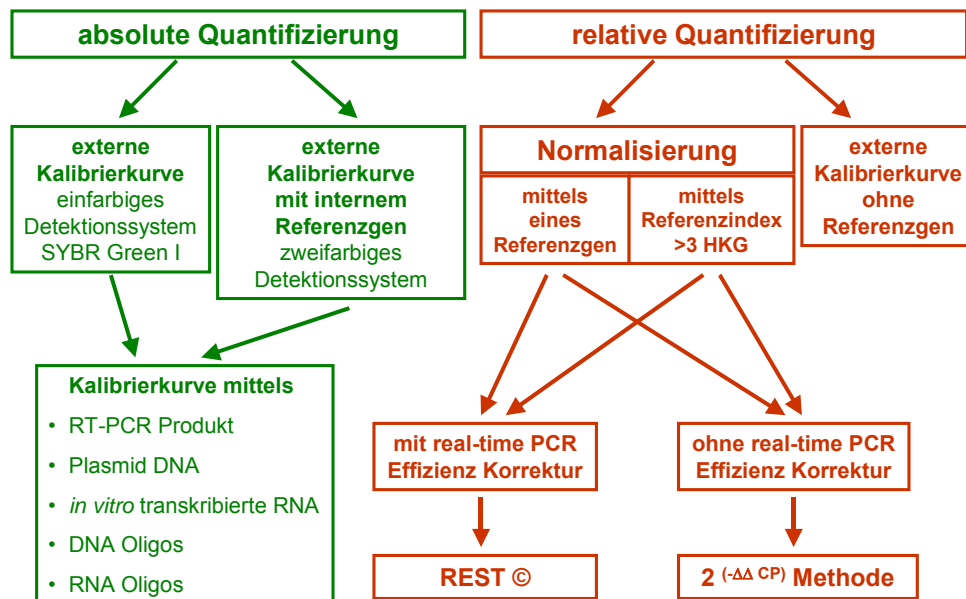 absolute Quantifizierung
relative Quantifizierung
externe
Kalibrierkurve
einfarbiges
Detektionssystem
SYBR Green I
externe
Kalibrierkurve
mit internem
Referenzgen
zweifarbiges
Detektionssystem
Normalisierung
mittels
eines
Referenzgen
mittels
Referenzindex
>3 HKG
externe
Kalibrierkurve
ohne
Referenzgen
Kalibrierkurve mittels
• RT-PCR Produkt
• Plasmid DNA
• in vitro transkribierte RNA
• DNA Oligos
• RNA Oligos
mit real-time PCR
Effizienz Korrektur
ohne real-time PCR
Effizienz Korrektur
REST ©
2 (-ΔΔ CP) Methode